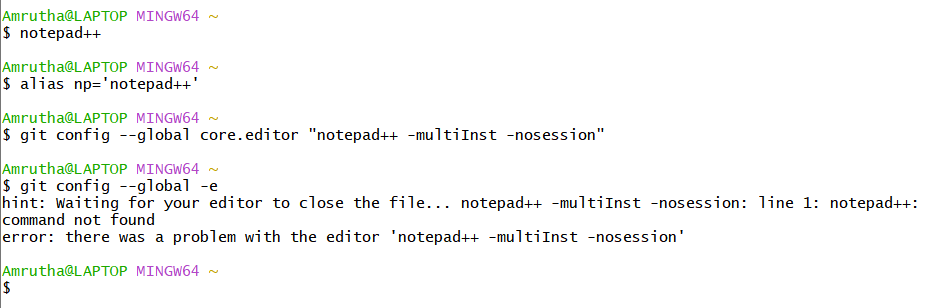 Amrutha@LAPTOP MINGW64 ~
$ notepad++
Amrutha@LAPTOP MINGW64 ~
$ alias np='notepad++'
Amrutha@LAPTOP MINGW64 ~
$ git config --global core.editor "notepad++ -multiInst -nosession"
Amrutha@LAPTOP MINGW64 ~
$ git config --global -e
hint: Waiting for your editor to close the file... notepad++ -multiInst -nosession: line 1: notepad++:
command not found
error: there was a problem with the editor 'notepad++ -multiInst -nosession'
Amrutha@LAPTOP MINGW64 ~
$